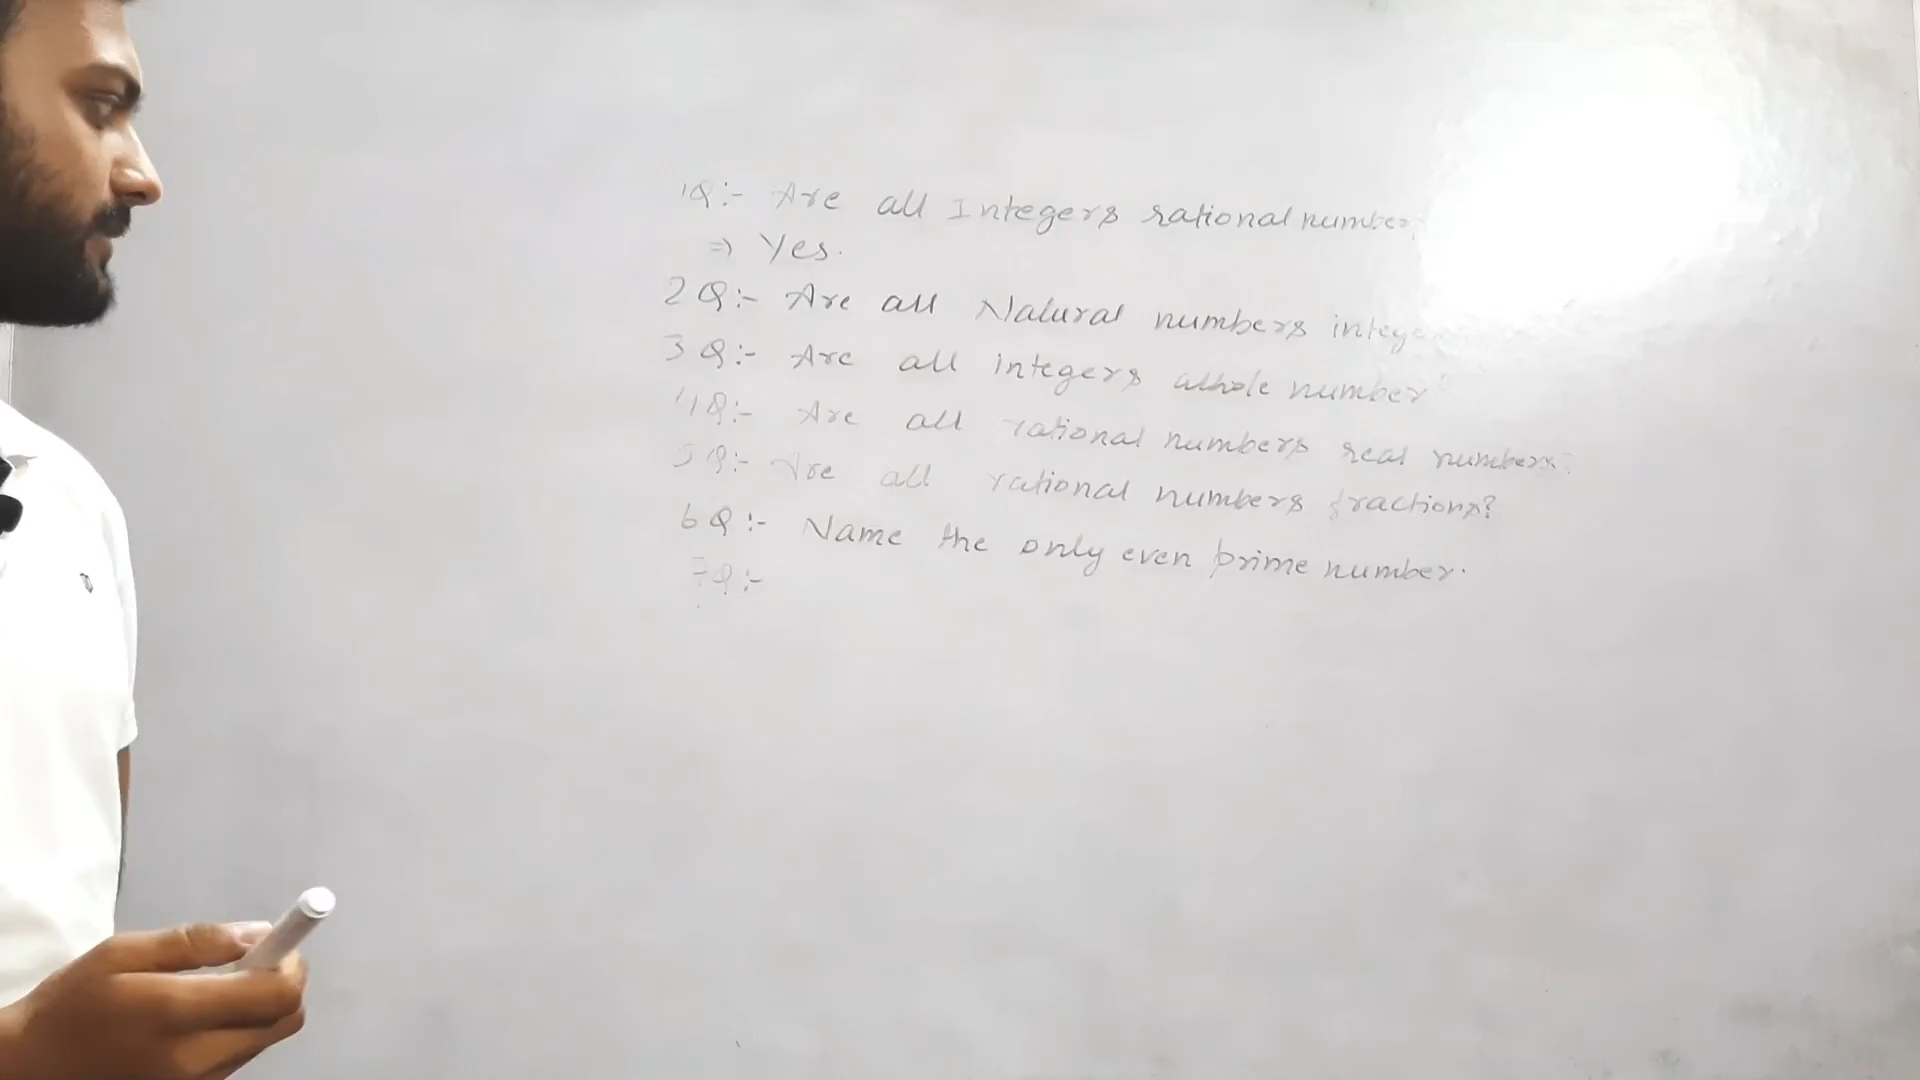 1Q:- Are all Integers rational number
⇒ Yes.
2Q:- Are all Natural numbers intege
3Q:- Are all integers whole number?
4Q:- Are all rational numbers real numbers?
5Q:- Are all rational numbers fractions?
6Q:- Name the only even prime number.
7Q:-